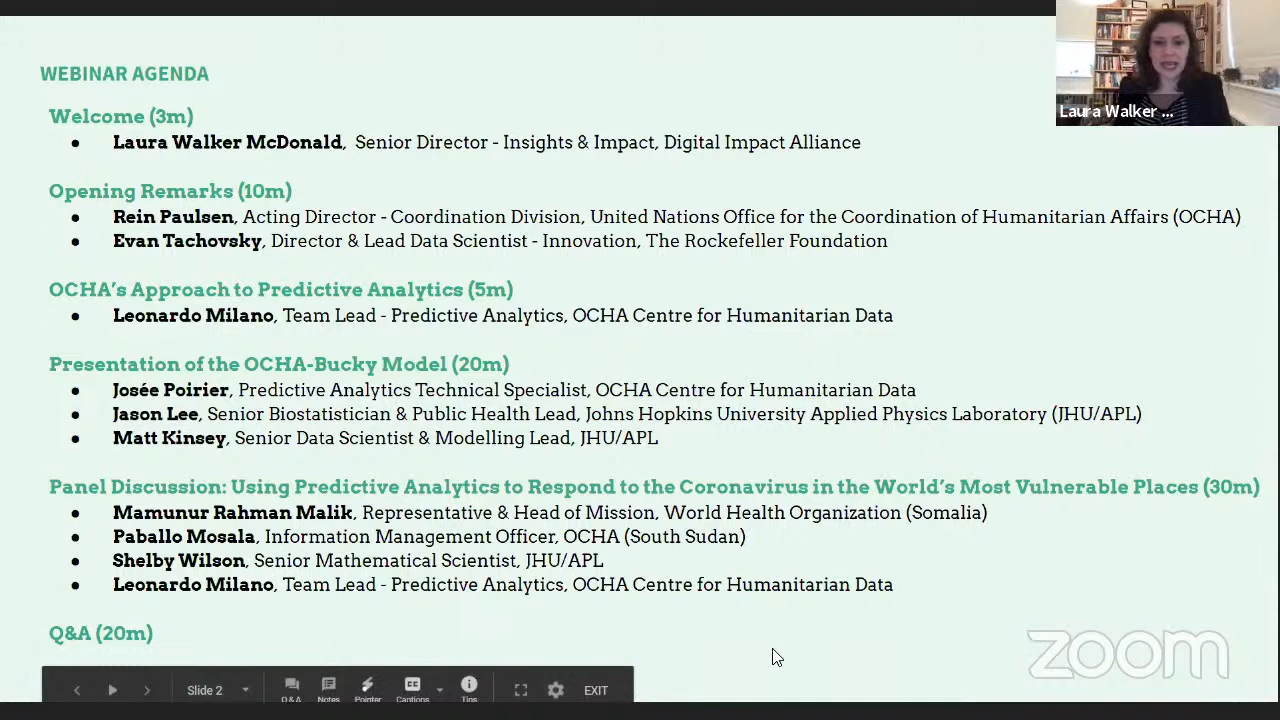 WEBINAR AGENDA
Laura Walker ...
Welcome (3m)
● Laura Walker McDonald, Senior Director - Insights & Impact, Digital Impact Alliance
Opening Remarks (10m)
● Rein Paulsen, Acting Director - Coordination Division, United Nations Office for the Coordination of Humanitarian Affairs (OCHA)
● Evan Tachovsky, Director & Lead Data Scientist - Innovation, The Rockefeller Foundation
OCHA’s Approach to Predictive Analytics (5m)
● Leonardo Milano, Team Lead - Predictive Analytics, OCHA Centre for Humanitarian Data
Presentation of the OCHA-Bucky Model (20m)
● Josée Poirier, Predictive Analytics Technical Specialist, OCHA Centre for Humanitarian Data
● Jason Lee, Senior Biostatistician & Public Health Lead, Johns Hopkins University Applied Physics Laboratory (JHU/APL)
● Matt Kinsey, Senior Data Scientist & Modelling Lead, JHU/APL
Panel Discussion: Using Predictive Analytics to Respond to the Coronavirus in the World’s Most Vulnerable Places (30m)
● Mamunur Rahman Malik, Representative & Head of Mission, World Health Organization (Somalia)
● Paballo Mosala, Information Management Officer, OCHA (South Sudan)
● Shelby Wilson, Senior Mathematical Scientist, JHU/APL
● Leonardo Milano, Team Lead - Predictive Analytics, OCHA Centre for Humanitarian Data
Q&A (20m)
zoom
Slide 2
Q&A Notes Pointer Captions Tips
EXIT